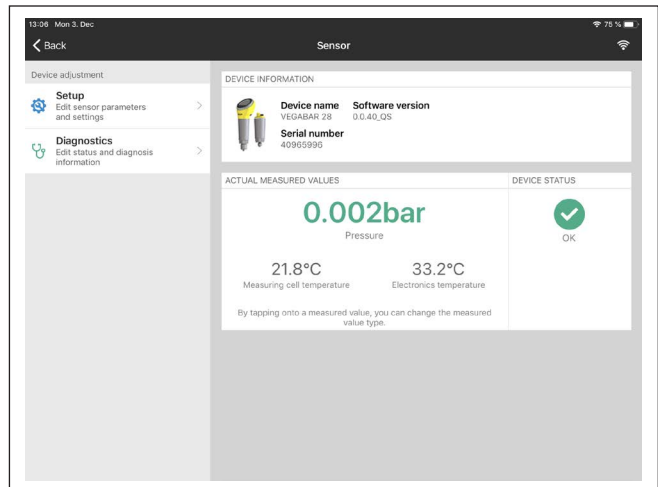 13:06 Mon 3. Dec
75 %
Back
Sensor
Device adjustment
Setup
Edit sensor parameters
and settings
Diagnostics
Edit status and diagnosis
information
DEVICE INFORMATION
Device name Software version
VEGABAR 28 0.0.40_QS
Serial number
40965996
ACTUAL MEASURED VALUES
0.002bar
Pressure
21.8°C 33.2°C
Measuring cell temperature Electronics temperature
By tapping onto a measured value, you can change the measured
value type.
DEVICE STATUS
OK